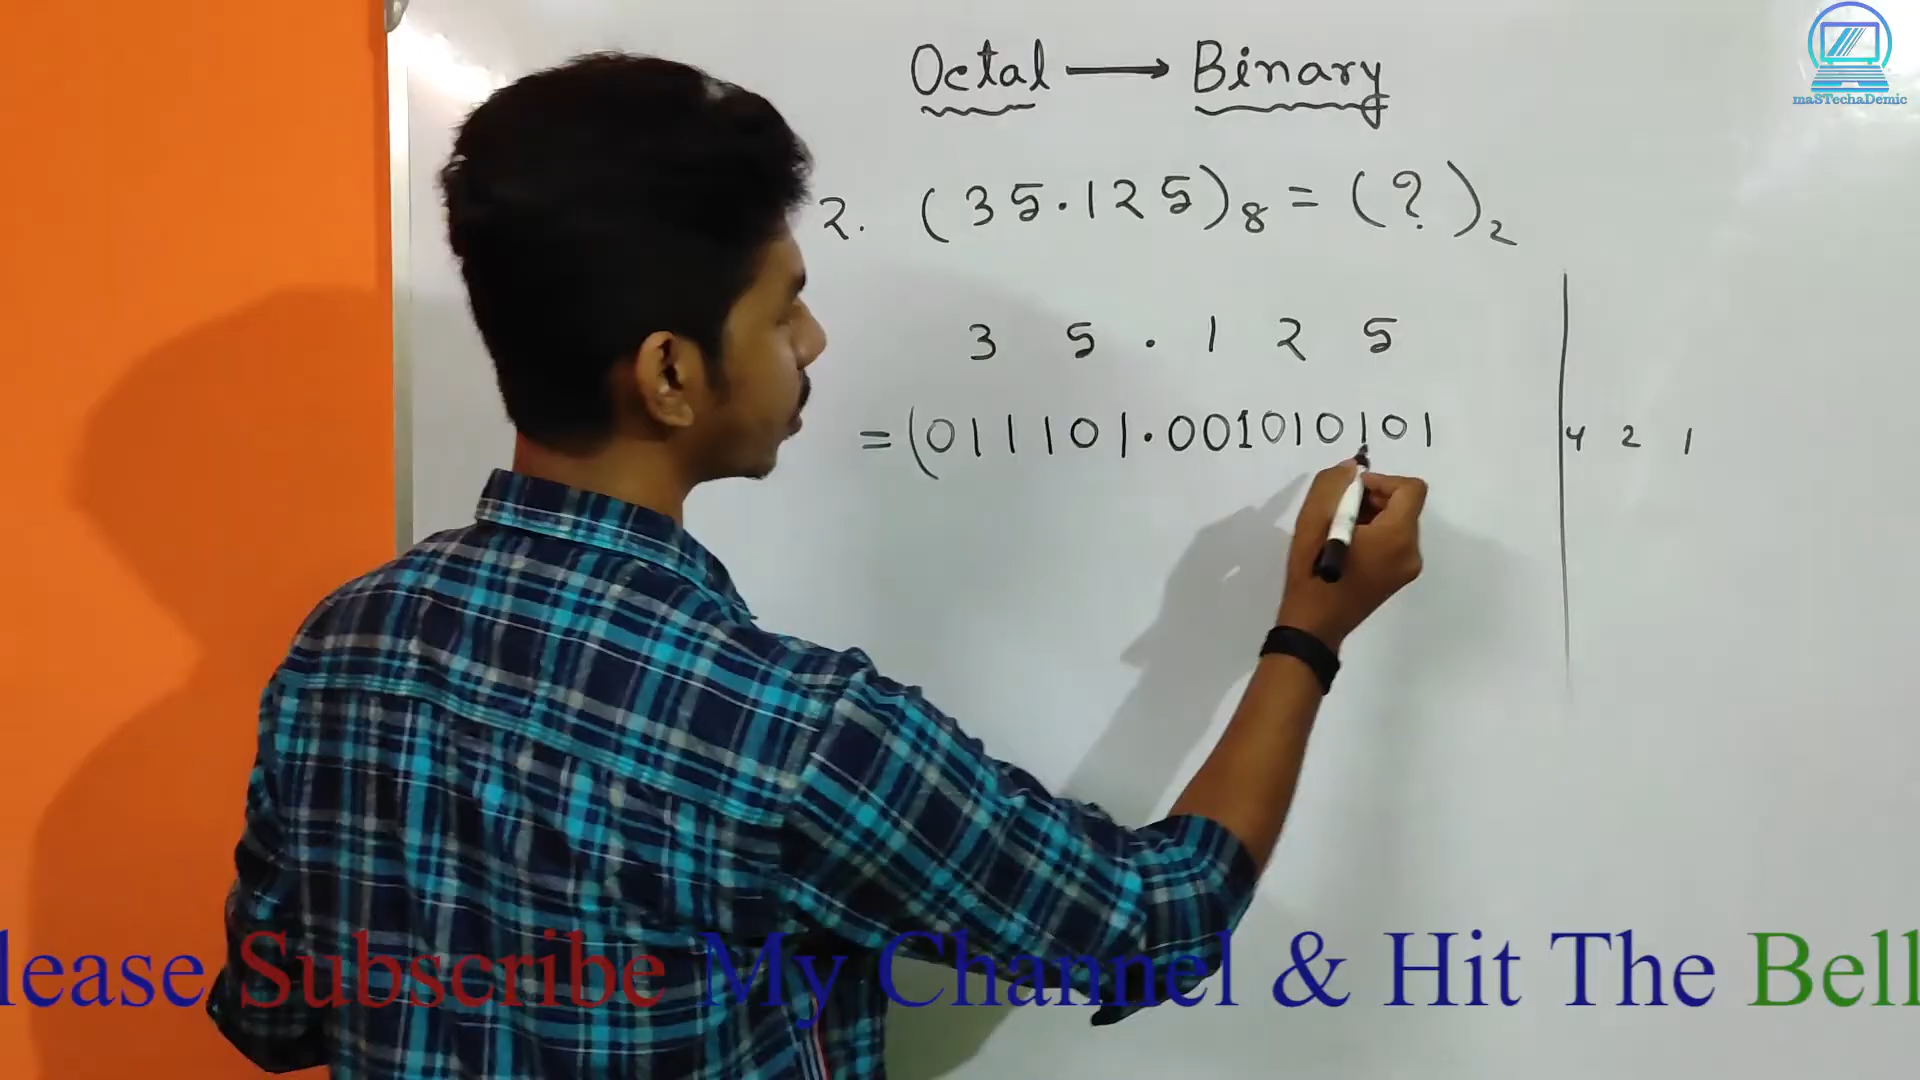 maSTechaDemic
Octal → Binary
2. (35.125)8 = (?)2
3 5 . 1 2 5
= (011101.001010101
4 2 1
lease Subscribe My Channel & Hit The Bell